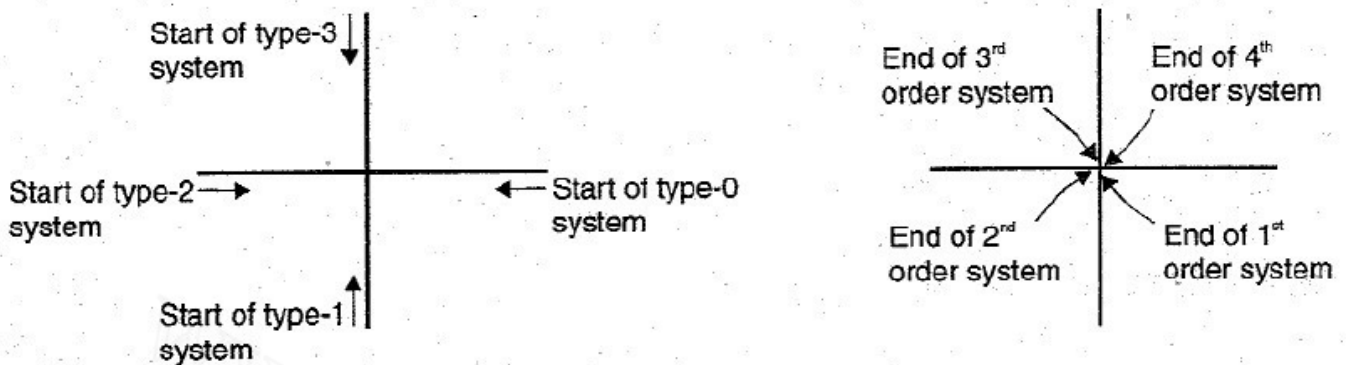 Start of type-3
system
Start of type-2
system
Start of type-0
system
Start of type-1
system
End of 3rd
order system
End of 4th
order system
End of 2nd
order system
End of 1st
order system